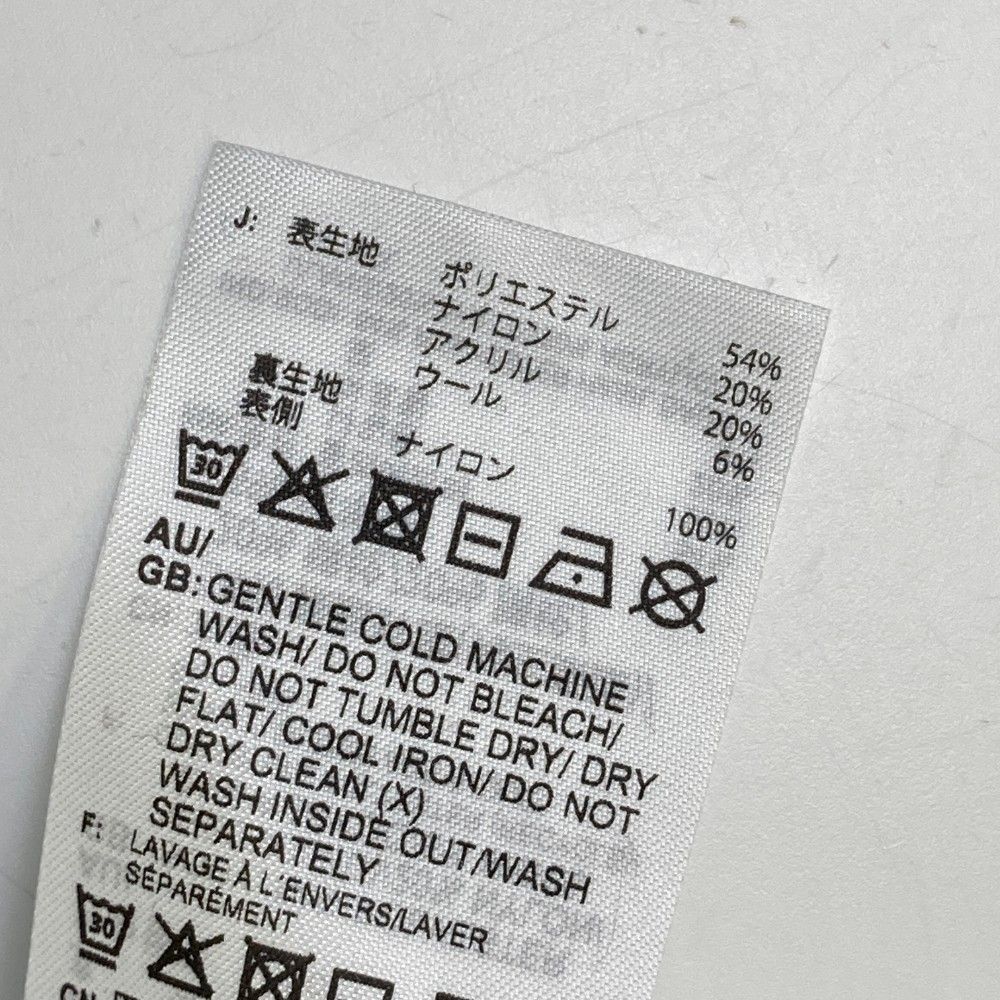 J: 表生地 ポリエステル 54%
ナイロン 20%
アクリル 20%
ウール 6%
裏生地
表側 ナイロン 100%
30
AU/
GB: GENTLE COLD MACHINE
WASH/ DO NOT BLEACH/
DO NOT TUMBLE DRY/ DRY
FLAT/ COOL IRON/ DO NOT
DRY CLEAN (X)
WASH INSIDE OUT/WASH
SEPARATELY
F: LAVAGE À L'ENVERS/LAVER
SÉPARÉMENT
30
CN